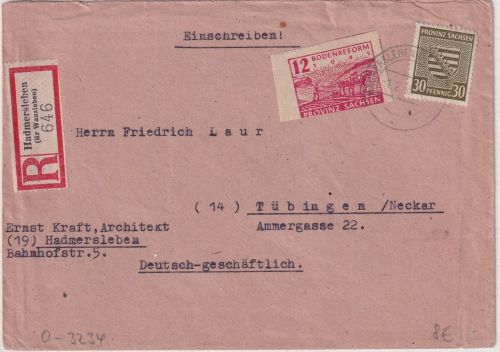 Einschreiben!
12 BODENREFORM
1945
PROVINZ SACHSEN
PROVINZ SACHSEN
30 PFENNIG 30
R
Hadmersleben
(Kr Wanzleben)
646
Herrn Friedrich Laur
(14) Tübingen /Neckar
Ammergasse 22.
Ernst Kraft, Architekt
(19) Hadmersleben
Bahnhofstr. 5.
Deutsch-geschäftlich.
0-3234
8€